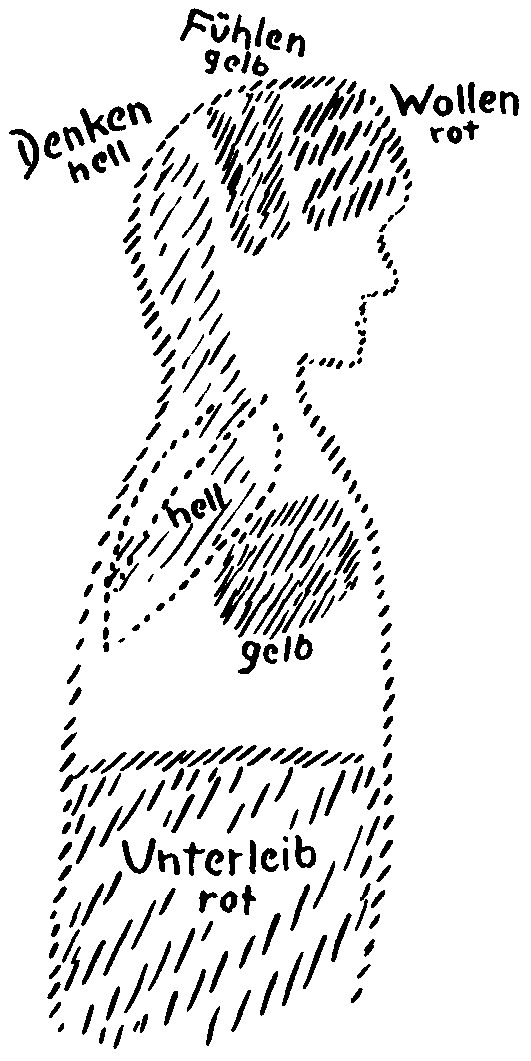 Fühlen
gelb
Denken
hell
Wollen
rot
hell
gelb
Unterleib
rot